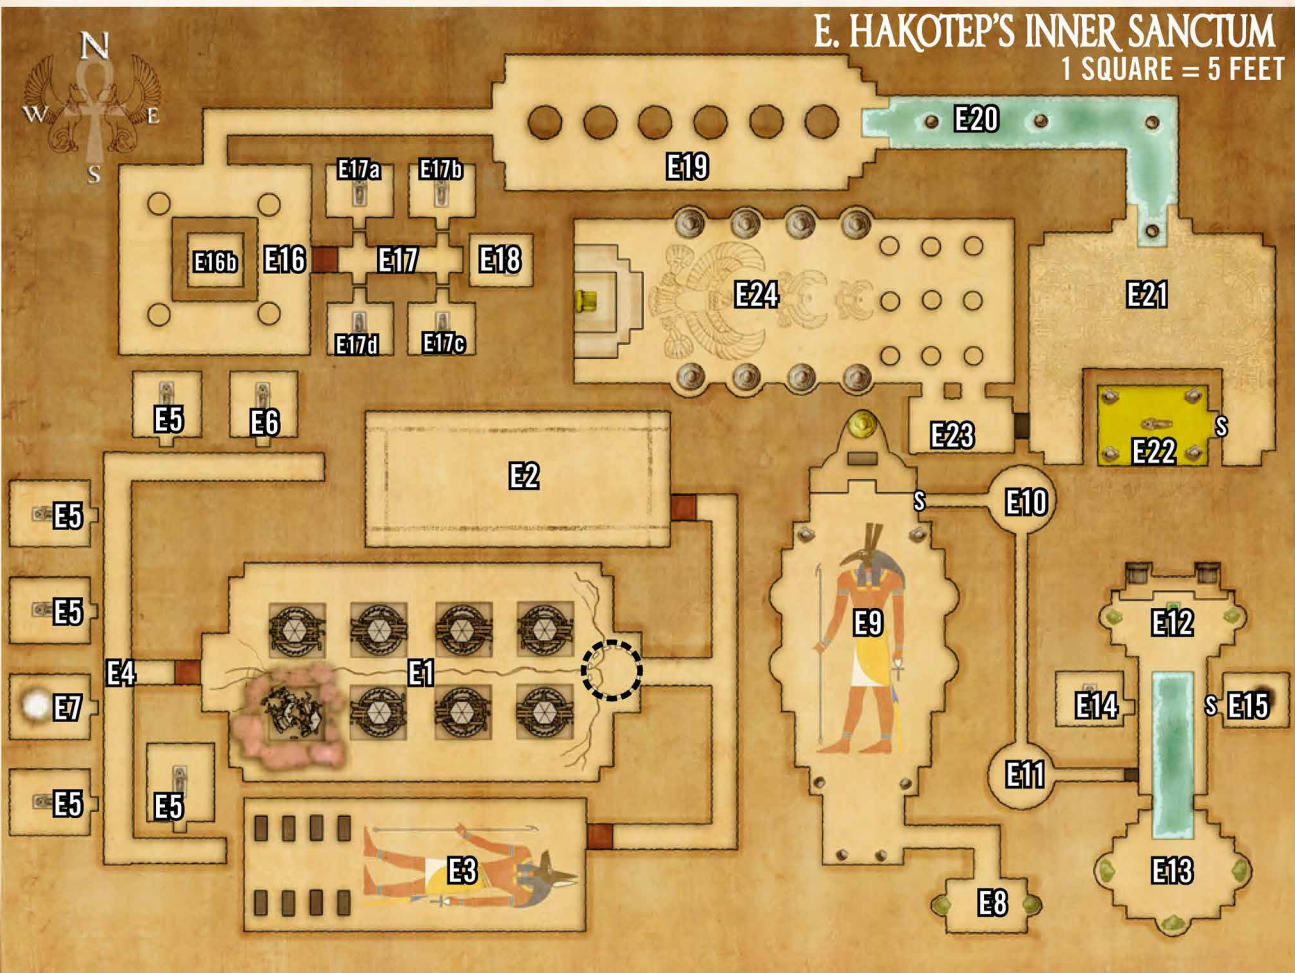 E. HAKOTEP'S INNER SANCTUM
1 SQUARE = 5 FEET
N
W E
S
E20
E19
E17a E17b
E16b E16 E17 E18
E24 E21
E17d E17c
E5 E6 E23 E22 S
E2
S E10
E5
E5 E9 E12
E4 E1
E7 E14 S E15
E11
E5 E5
E3 E13
E8